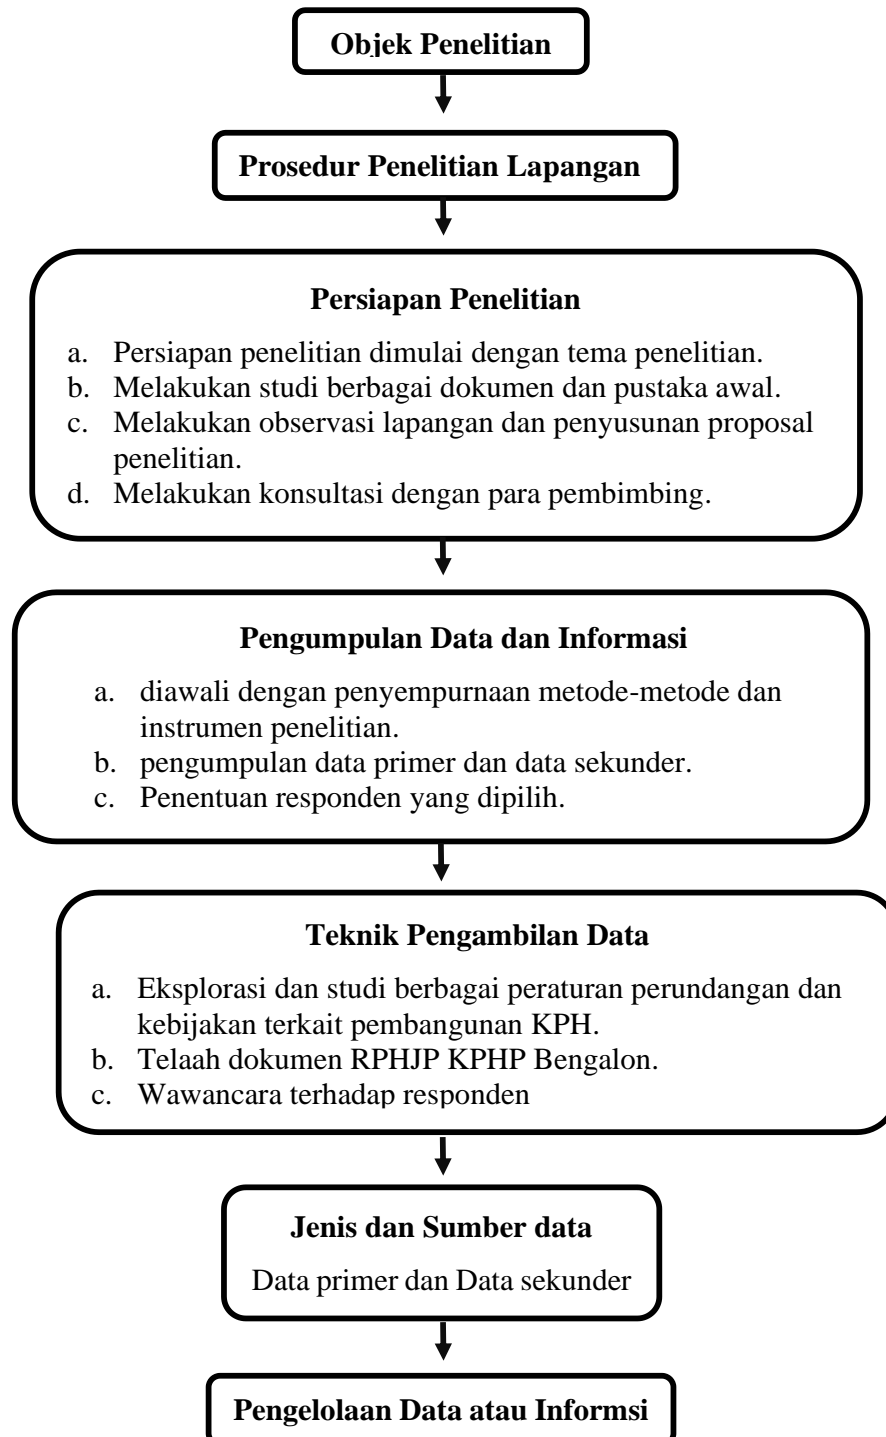 Objek Penelitian
Prosedur Penelitian Lapangan
Persiapan Penelitian
a. Persiapan penelitian dimulai dengan tema penelitian.
b. Melakukan studi berbagai dokumen dan pustaka awal.
c. Melakukan observasi lapangan dan penyusunan proposal
penelitian.
d. Melakukan konsultasi dengan para pembimbing.
Pengumpulan Data dan Informasi
a. diawali dengan penyempurnaan metode-metode dan
instrumen penelitian.
b. pengumpulan data primer dan data sekunder.
c. Penentuan responden yang dipilih.
Teknik Pengambilan Data
a. Eksplorasi dan studi berbagai peraturan perundangan dan
kebijakan terkait pembangunan KPH.
b. Telaah dokumen RPHJP KPHP Bengalon.
c. Wawancara terhadap responden
Jenis dan Sumber data
Data primer dan Data sekunder
Pengelolaan Data atau Informsi